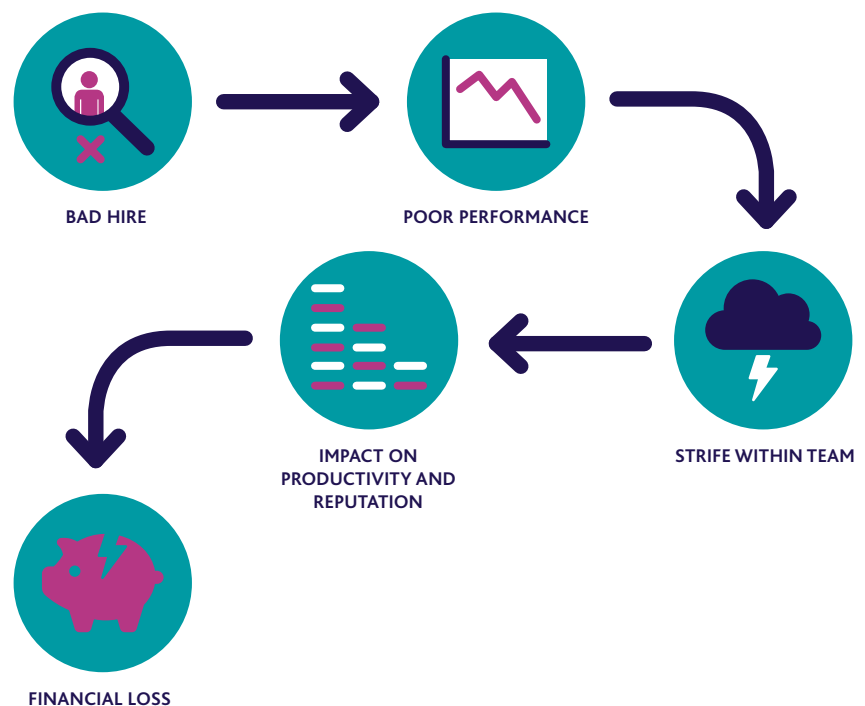 BAD HIRE
POOR PERFORMANCE
STRIFE WITHIN TEAM
IMPACT ON
PRODUCTIVITY AND
REPUTATION
FINANCIAL LOSS